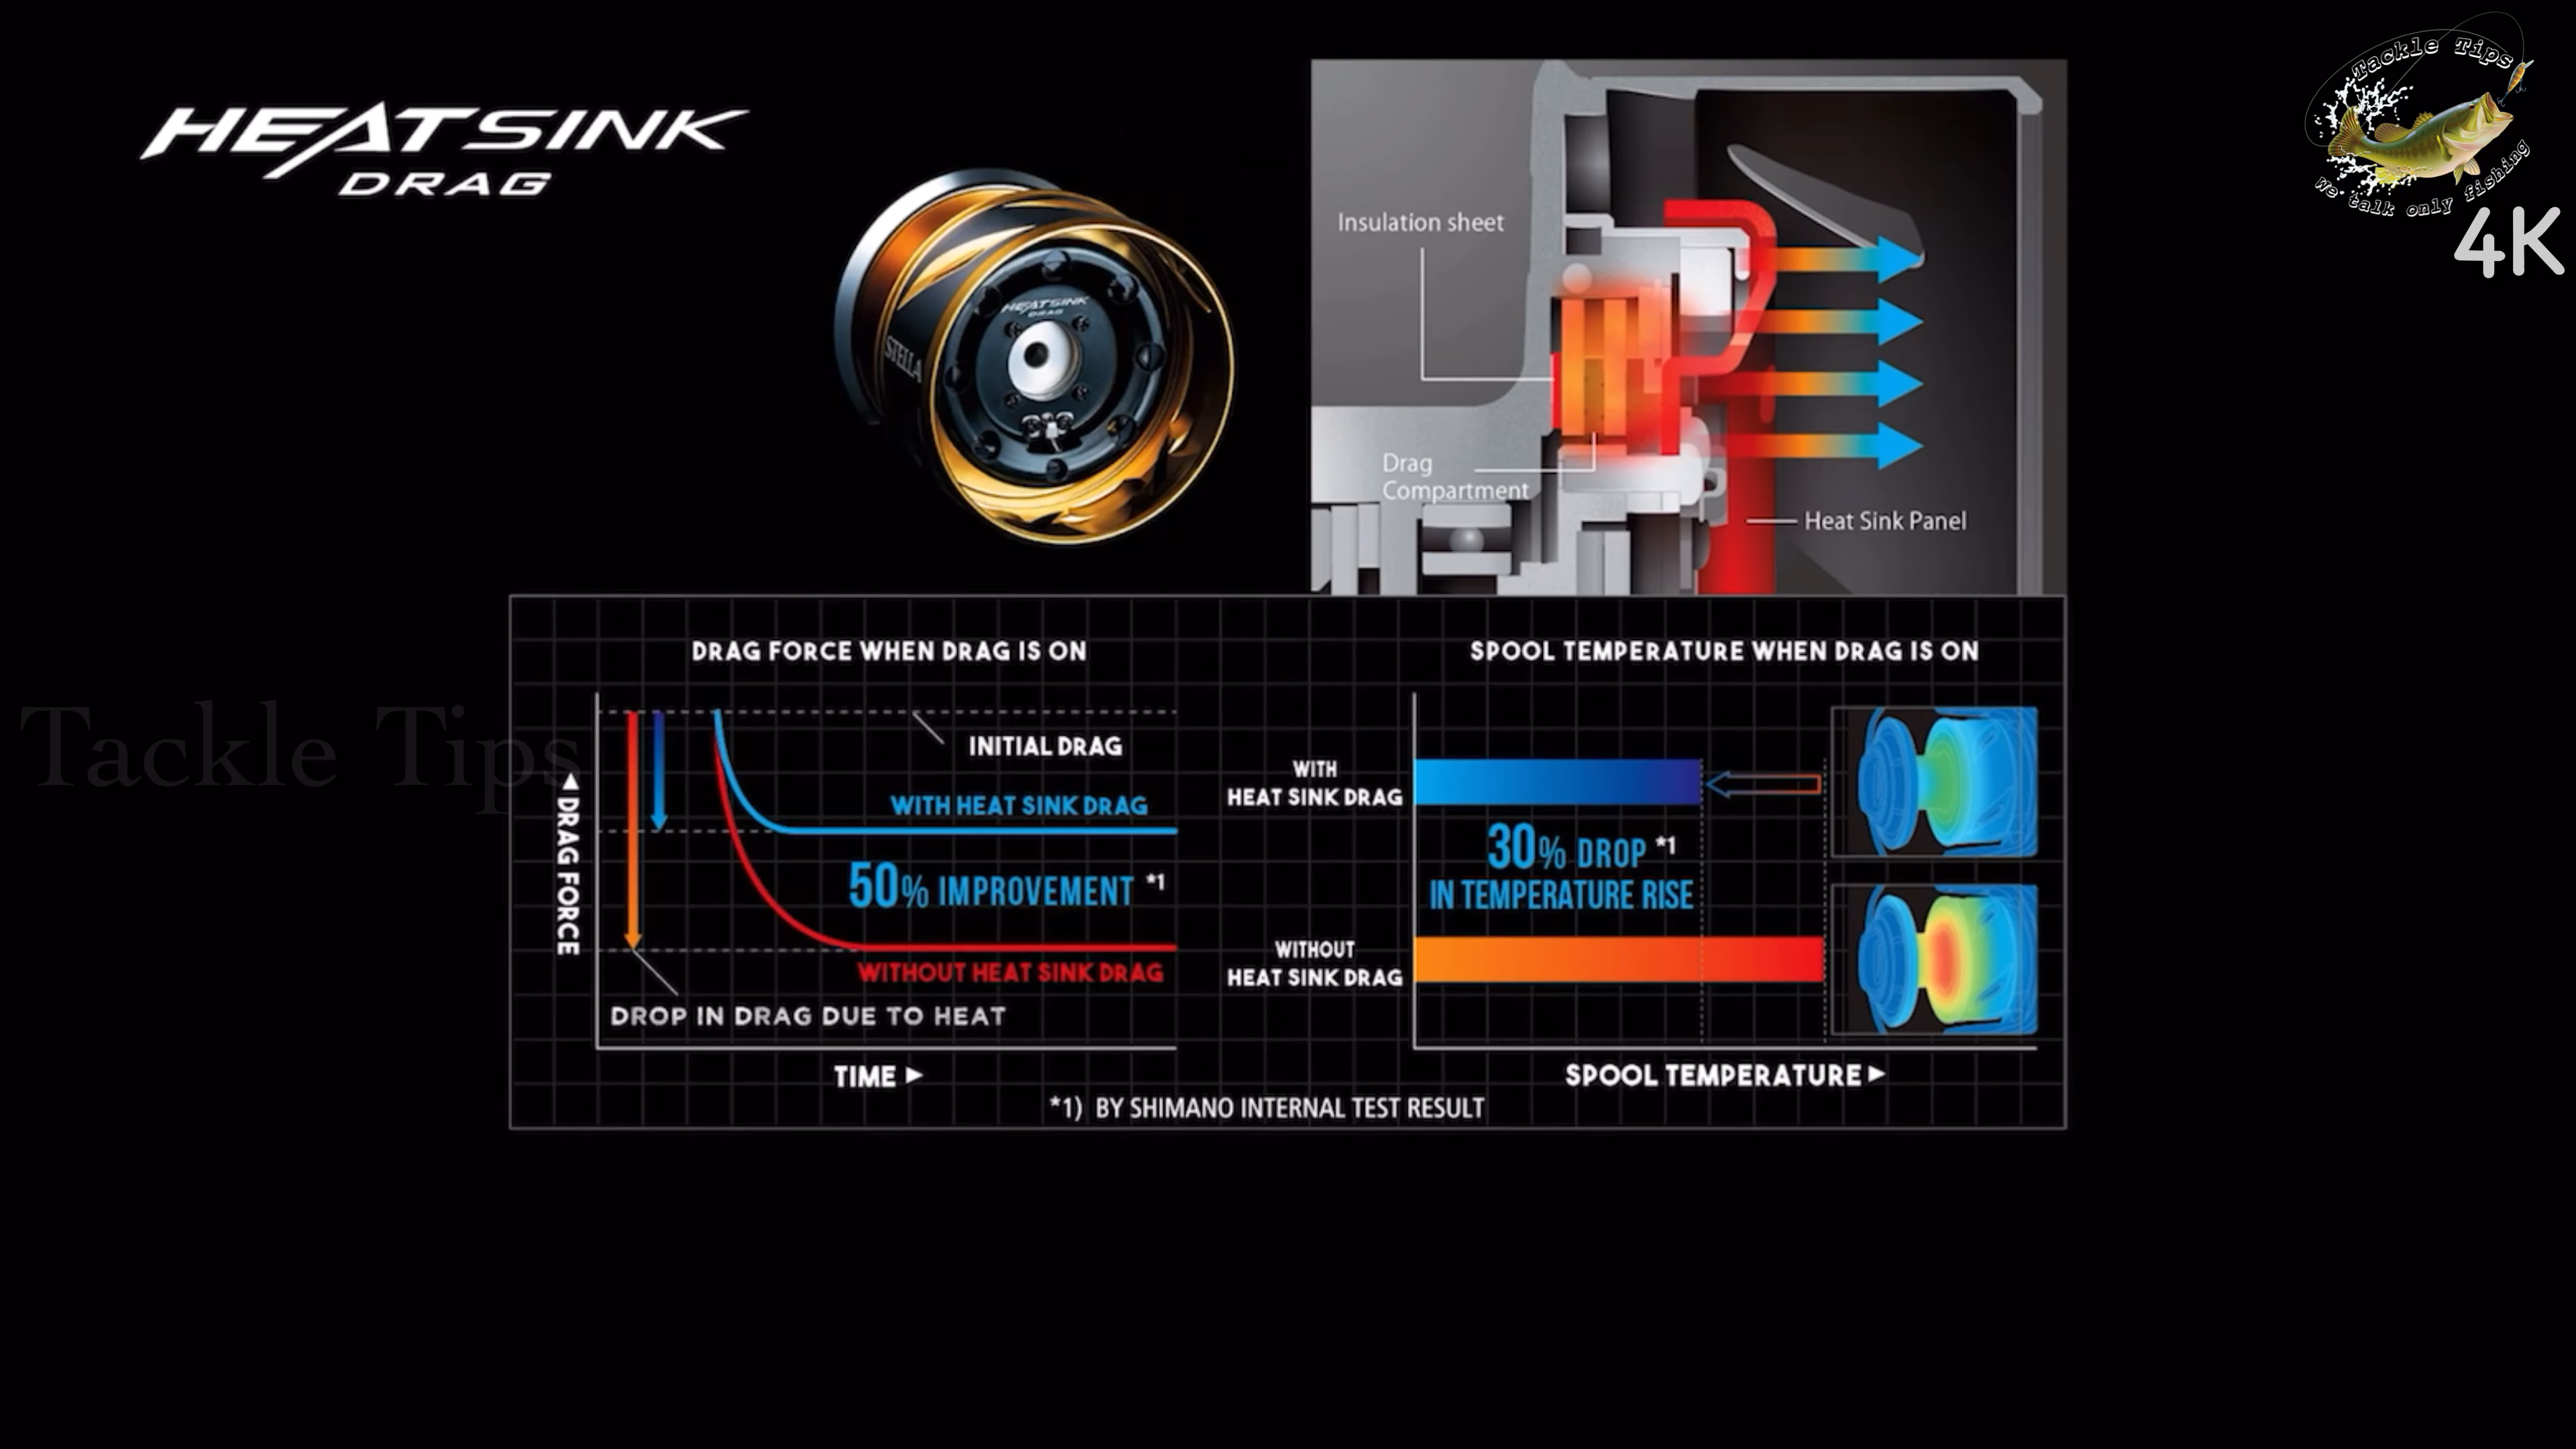 HEATSINK
DRAG
Tackle Tips
We talk only fishing
4K
HEATSINK
DRAG
STELLA
Insulation sheet
Drag
Compartment
Heat Sink Panel
DRAG FORCE WHEN DRAG IS ON
INITIAL DRAG
WITH HEAT SINK DRAG
50% IMPROVEMENT *1
WITHOUT HEAT SINK DRAG
DROP IN DRAG DUE TO HEAT
▲DRAG FORCE
TIME ►
SPOOL TEMPERATURE WHEN DRAG IS ON
WITH
HEAT SINK DRAG
30% DROP *1
IN TEMPERATURE RISE
WITHOUT
HEAT SINK DRAG
SPOOL TEMPERATURE ►
*1) BY SHIMANO INTERNAL TEST RESULT
Tackle Tips